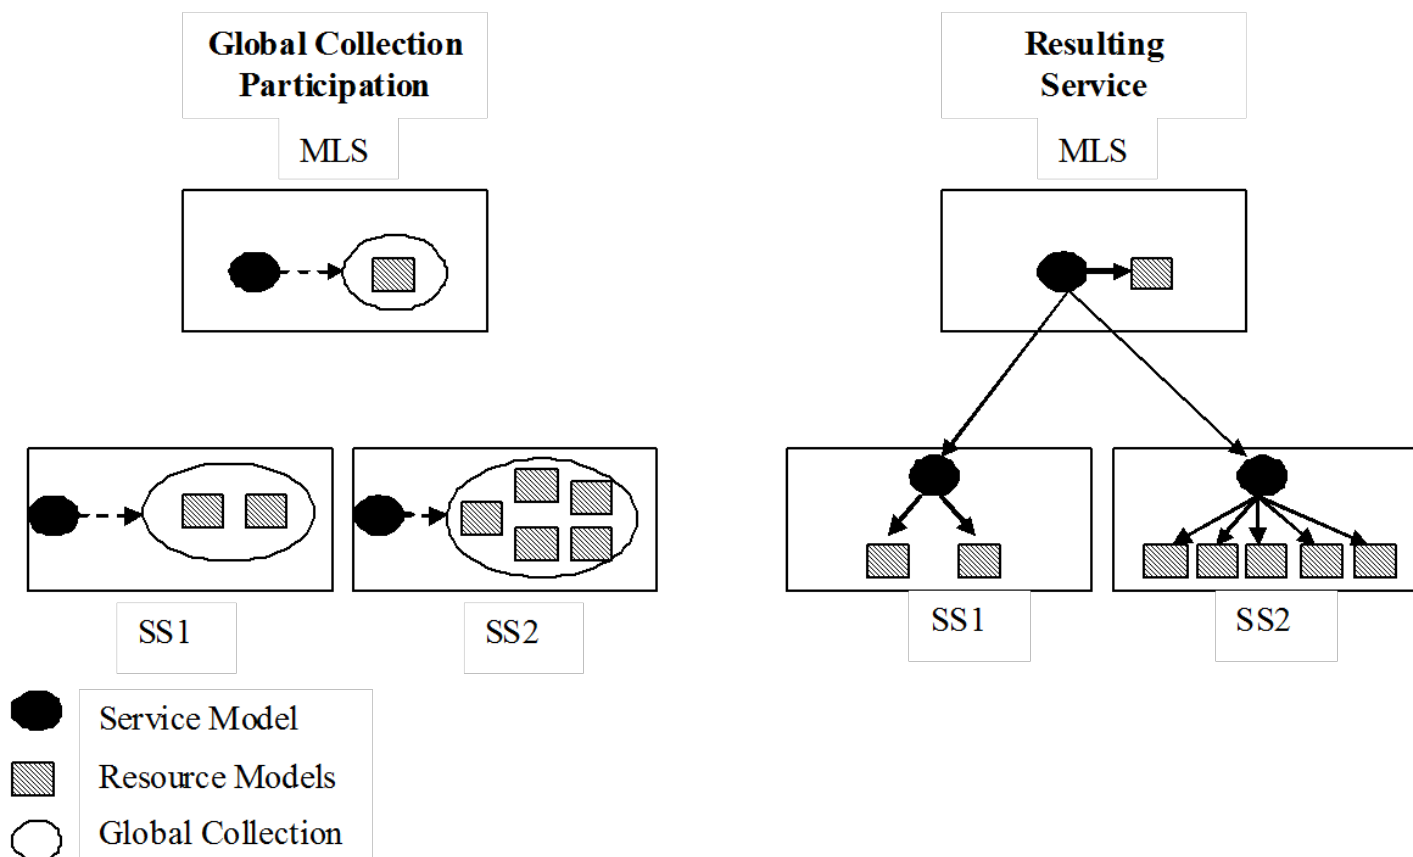 Global Collection
Participation
MLS
SS1
SS2
Service Model
Resource Models
Global Collection
Resulting
Service
MLS
SS1
SS2